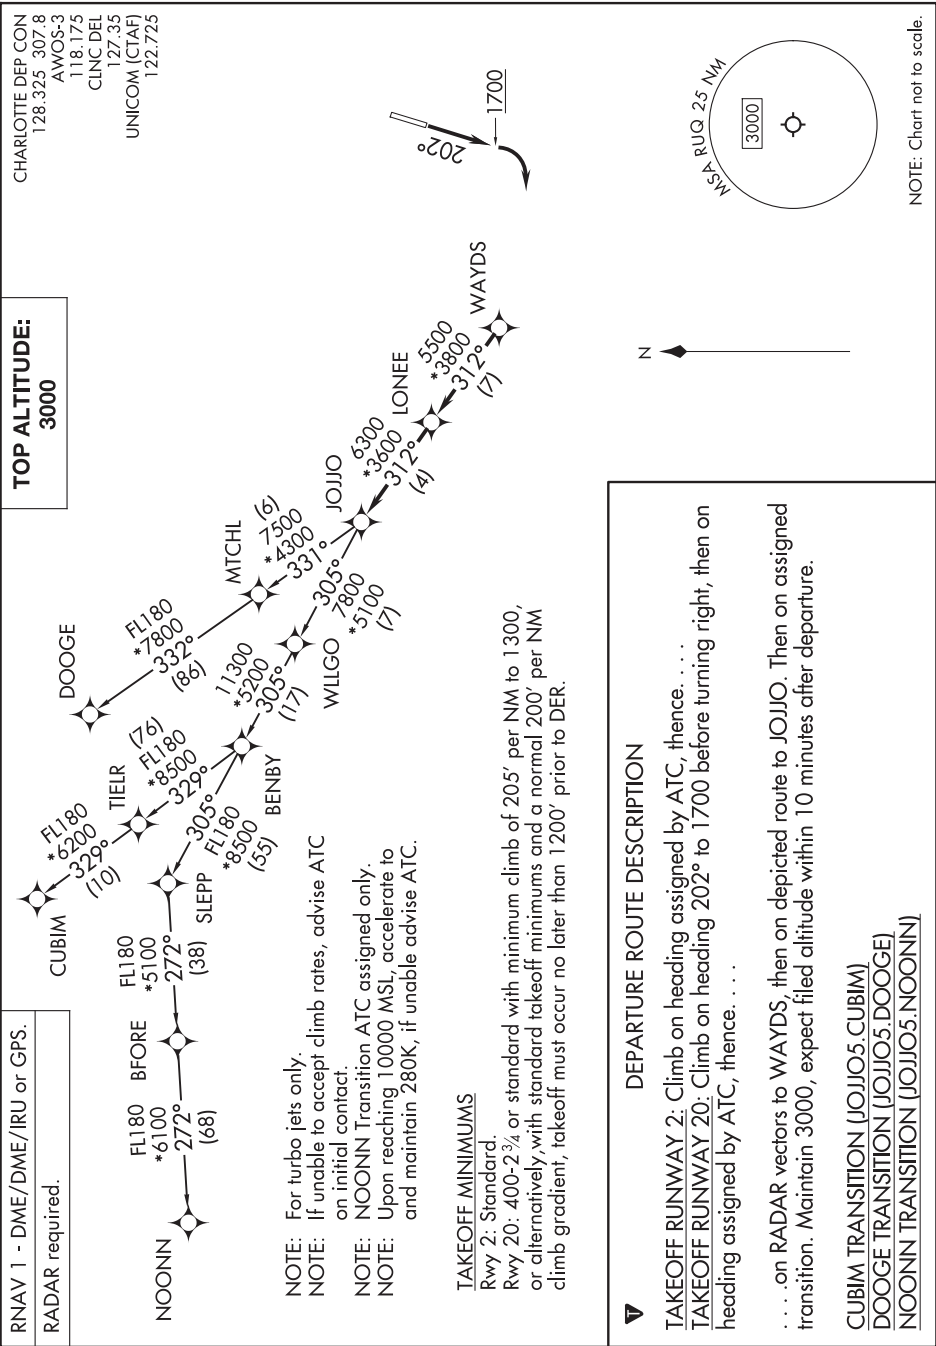 RNAV 1 - DME/DME/IRU or GPS.
RADAR required.
TOP ALTITUDE:
3000
CHARLOTTE DEP CON
128.325 307.8
AWOS-3
118.175
CLNC DEL
127.35
UNICOM (CTAF)
122.725
CUBIM
FL180
*6200
329°
(10)
TIELR
(76)
FL180
*8500
329°
DOOGE
FL180
*7800
332°
(86)
MTCHL
(6)
7500
*4300
331°
JOJJO
6300
*3600
312°
(4)
LONEE
5500
*3800
312°
(7)
WAYDS
202°
1700
NOONN
FL180
*6100
272°
(68)
BFORE
FL180
*5100
272°
(38)
SLEPP
305°
FL180
*8500
(55)
BENBY
11300
*5200
305°
(17)
WLLGO
305°
7800
*5100
(7)
NOTE: For turbo jets only.
NOTE: If unable to accept climb rates, advise ATC
on initial contact.
NOTE: NOONN Transition ATC assigned only.
NOTE: Upon reaching 10000 MSL, accelerate to
and maintain 280K, if unable advise ATC.
TAKEOFF MINIMUMS
Rwy 2: Standard.
Rwy 20: 400-2¾ or standard with minimum climb of 205' per NM to 1300,
or alternatively,with standard takeoff minimums and a normal 200' per NM
climb gradient, takeoff must occur no later than 1200' prior to DER.
N
MSA RUQ 25 NM
3000
NOTE: Chart not to scale.
T
DEPARTURE ROUTE DESCRIPTION
TAKEOFF RUNWAY 2: Climb on heading assigned by ATC, thence. . . .
TAKEOFF RUNWAY 20: Climb on heading 202° to 1700 before turning right, then on
heading assigned by ATC, thence. . . .
. . . .on RADAR vectors to WAYDS, then on depicted route to JOJJO. Then on assigned
transition. Maintain 3000, expect filed altitude within 10 minutes after departure.
CUBIM TRANSITION (JOJJO5.CUBIM)
DOOGE TRANSITION (JOJJO5.DOOGE)
NOONN TRANSITION (JOJJO5.NOONN)